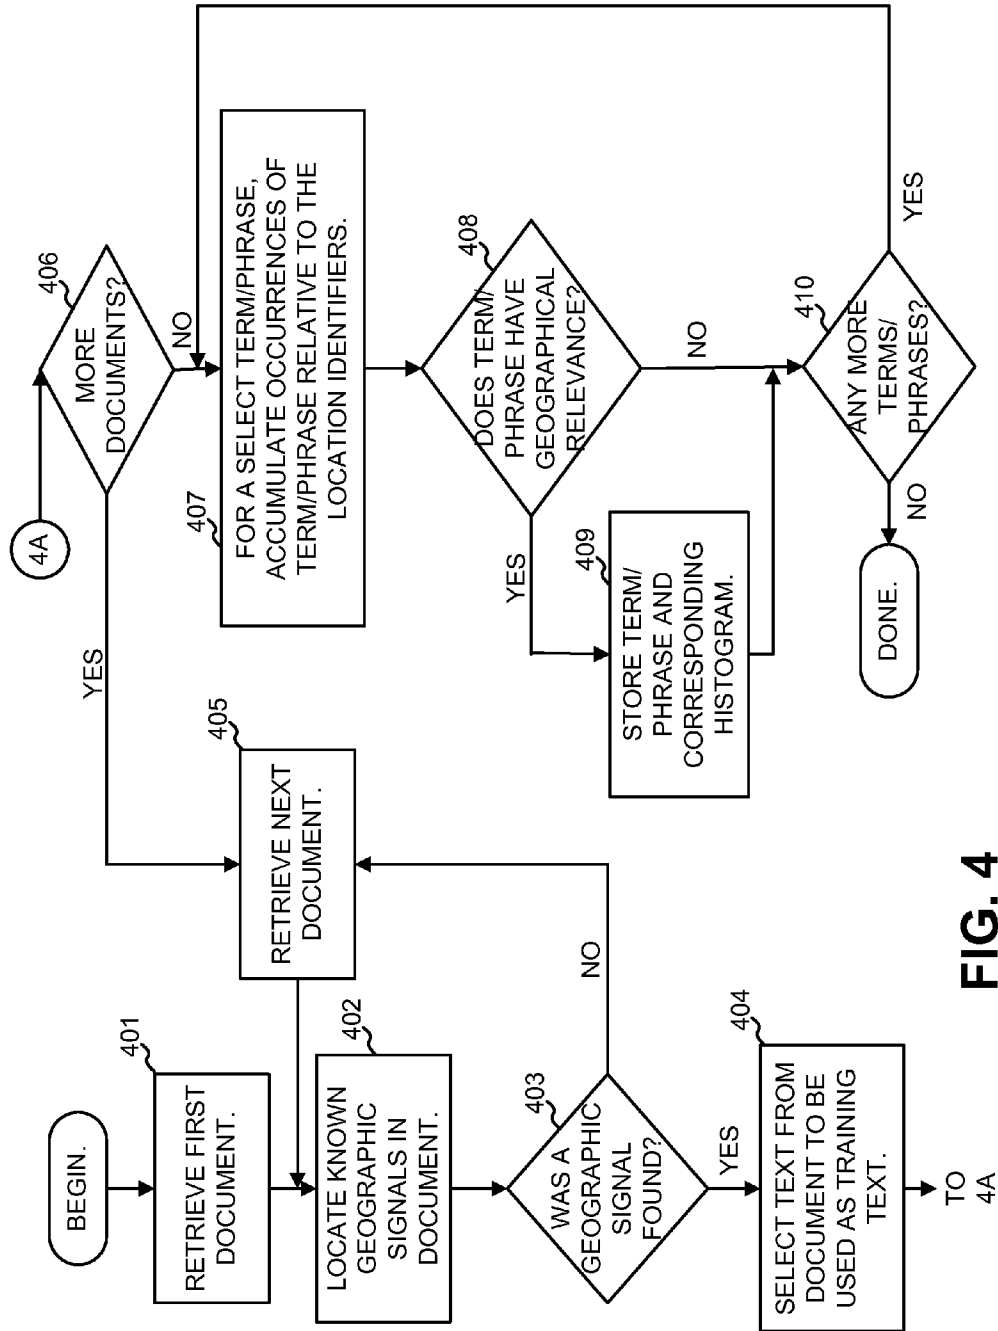 BEGIN.
401
RETRIEVE FIRST
DOCUMENT.
402
LOCATE KNOWN
GEOGRAPHIC
SIGNALS IN
DOCUMENT.
403
WAS A
GEOGRAPHIC
SIGNAL
FOUND?
NO
YES
404
SELECT TEXT FROM
DOCUMENT TO BE
USED AS TRAINING
TEXT.
TO
4A
405
RETRIEVE NEXT
DOCUMENT.
YES
4A
406
MORE
DOCUMENTS?
NO
407
FOR A SELECT TERM/PHRASE,
ACCUMULATE OCCURRENCES OF
TERM/PHRASE RELATIVE TO THE
LOCATION IDENTIFIERS.
408
DOES TERM/
PHRASE HAVE
GEOGRAPHICAL
RELEVANCE?
YES
NO
409
STORE TERM/
PHRASE AND
CORRESPONDING
HISTOGRAM.
410
ANY MORE
TERMS/
PHRASES?
YES
NO
DONE.
FIG. 4